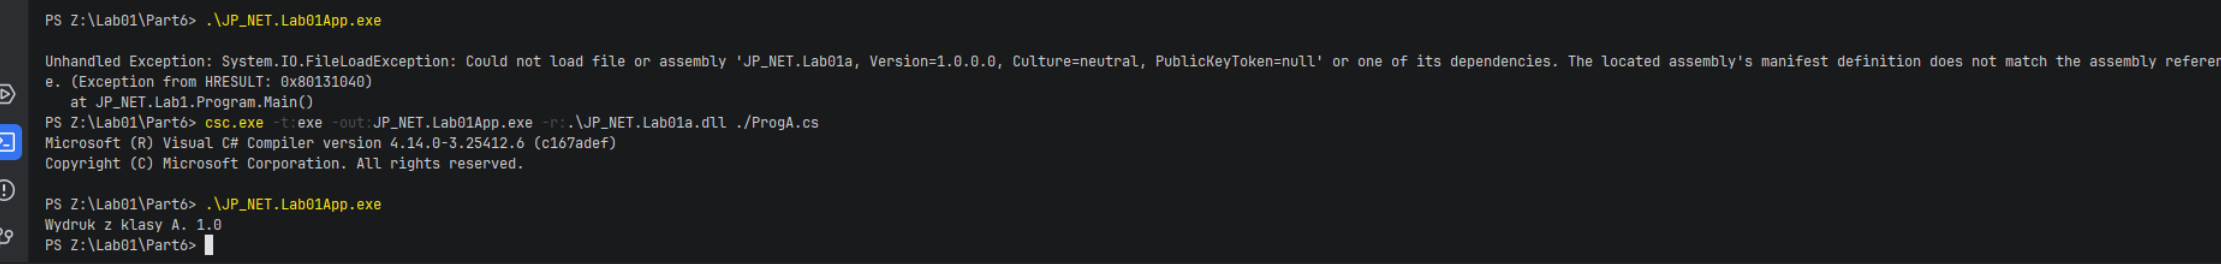 PS Z:\Lab01\Part6> .\JP_NET.Lab01App.exe
Unhandled Exception: System.IO.FileLoadException: Could not load file or assembly 'JP_NET.Lab01a, Version=1.0.0.0, Culture=neutral, PublicKeyToken=null' or one of its dependencies. The located assembly's manifest definition does not match the assembly referen
e. (Exception from HRESULT: 0x80131040)
at JP_NET.Lab1.Program.Main()
PS Z:\Lab01\Part6> csc.exe -t:exe -out:JP_NET.Lab01App.exe -r:.\JP_NET.Lab01a.dll ./ProgA.cs
Microsoft (R) Visual C# Compiler version 4.14.0-3.25412.6 (c167adef)
Copyright (C) Microsoft Corporation. All rights reserved.
PS Z:\Lab01\Part6> .\JP_NET.Lab01App.exe
Wydruk z klasy A. 1.0
PS Z:\Lab01\Part6>